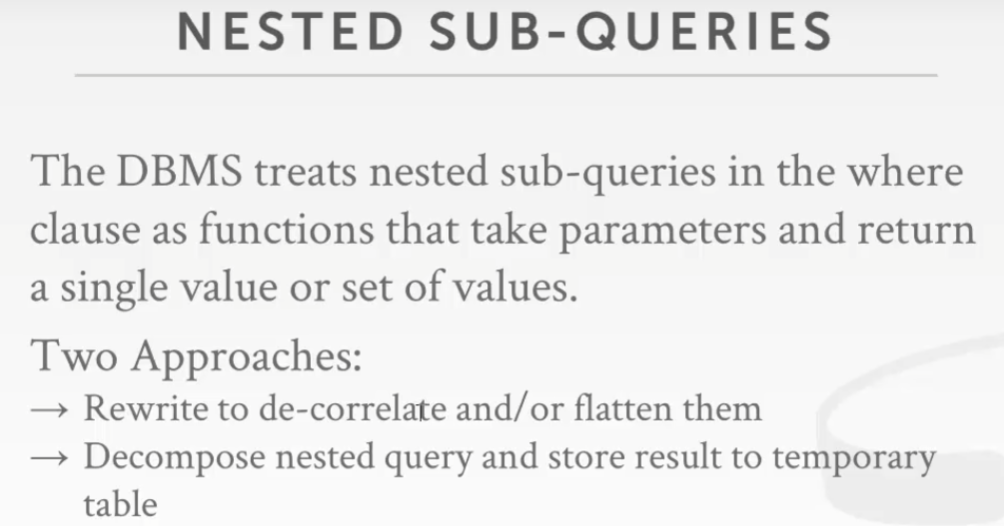 NESTED SUB-QUERIES
The DBMS treats nested sub-queries in the where
clause as functions that take parameters and return
a single value or set of values.
Two Approaches:
→ Rewrite to de-correlate and/or flatten them
→ Decompose nested query and store result to temporary
table